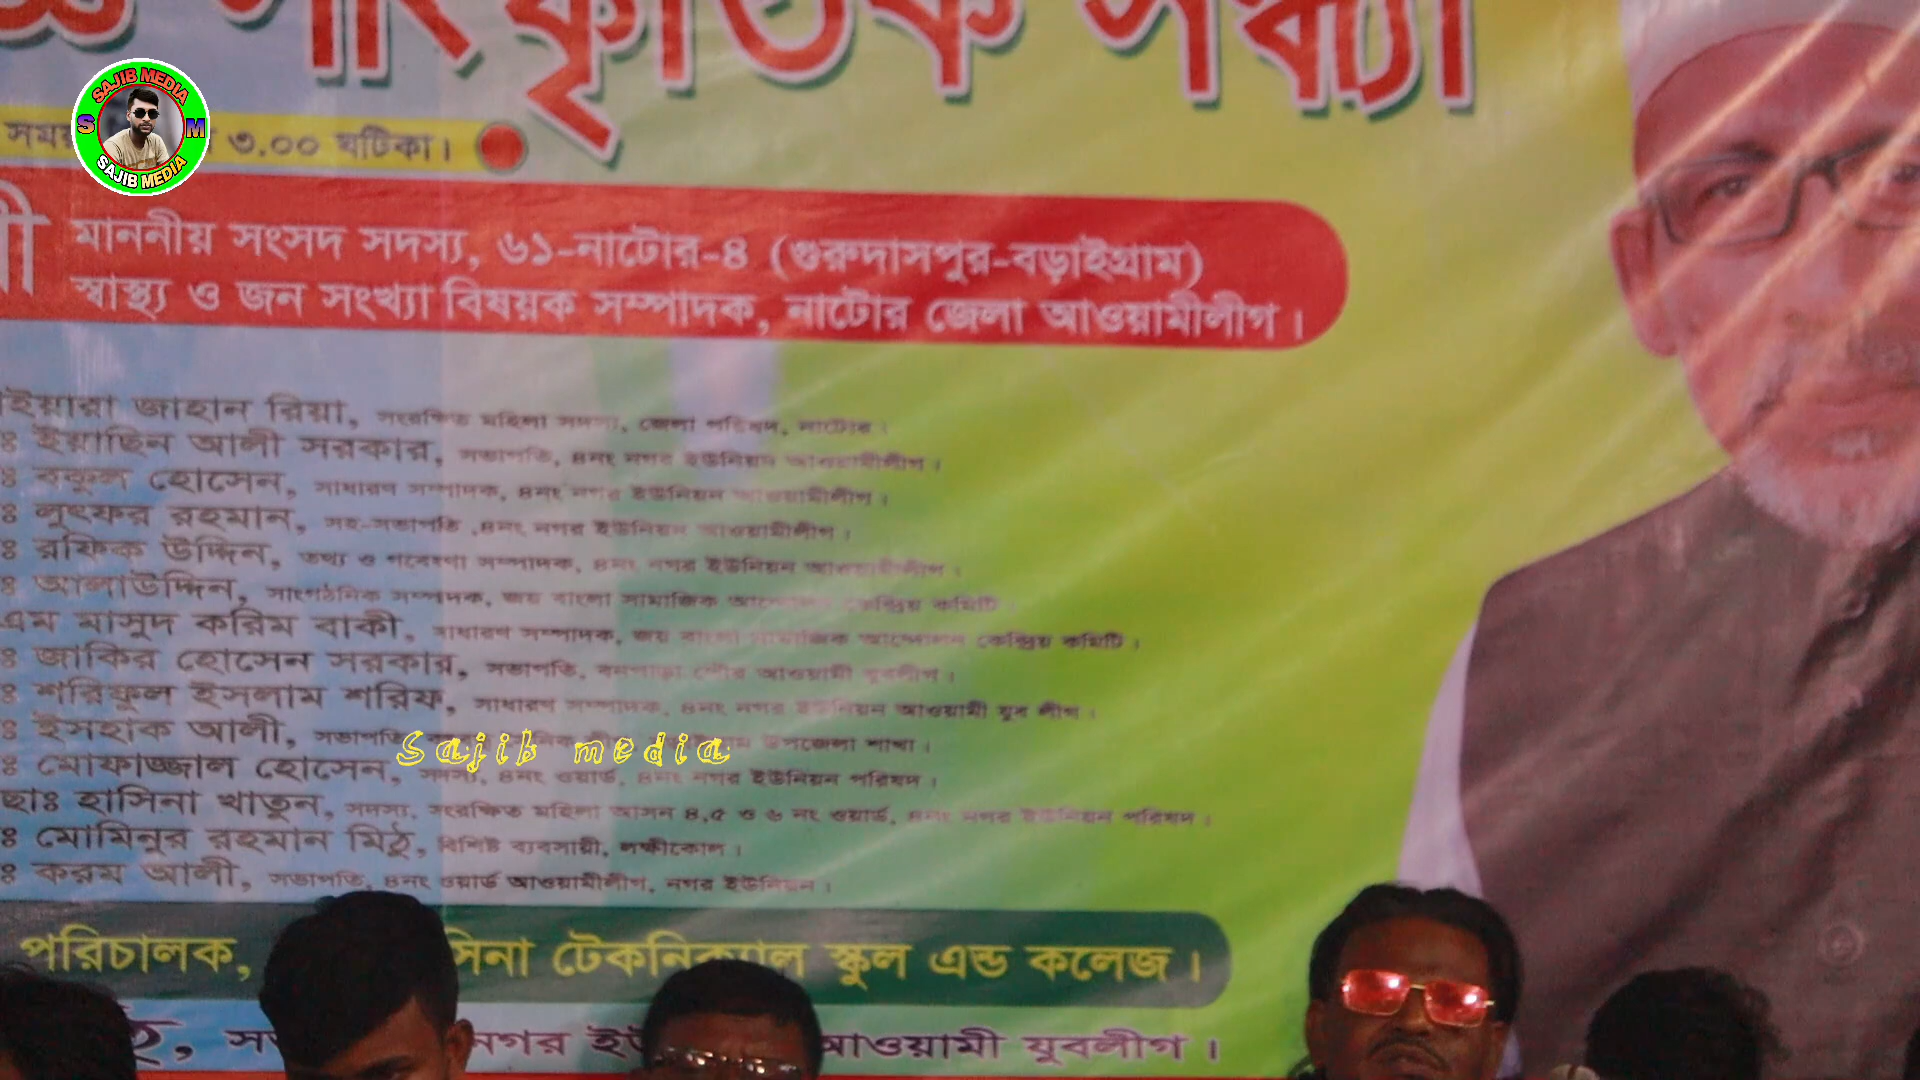 সাংস্কৃতিক সন্ধ্যা
SAJIB MEDIA
S M
SAJIB MEDIA
সময় ৩.০০ ঘটিকা।
মাননীয় সংসদ সদস্য, ৬১-নাটোর-৪ (গুরুদাসপুর-বড়াইগ্রাম)
স্বাস্থ্য ও জন সংখ্যা বিষয়ক সম্পাদক, নাটোর জেলা আওয়ামীলীগ।
জাহান রিয়া, সংরক্ষিত মহিলা সদস্য, জেলা পরিষদ, নাটোর।
ঃ ইয়াছিন আলী সরকার, সভাপতি, ৪নং নগর ইউনিয়ন আওয়ামীলীগ।
ঃ বকুল হোসেন, সাধারণ সম্পাদক, ৪নং নগর ইউনিয়ন আওয়ামীলীগ।
ঃ লুৎফর রহমান, সহ-সভাপতি ,৪নং নগর ইউনিয়ন আওয়ামীলীগ।
ঃ রফিক উদ্দিন, তথ্য ও গবেষণা সম্পাদক, ৪নং নগর ইউনিয়ন আওয়ামীলীগ।
ঃ আলাউদ্দিন, সাংগঠনিক সম্পাদক, জয় বাংলা সামাজিক আন্দোলন কেন্দ্রিয় কমিটি।
এম মাসুদ করিম বাকী, সাধারণ সম্পাদক, জয় বাংলা সামাজিক আন্দোলন কেন্দ্রিয় কমিটি।
ঃ জাকির হোসেন সরকার, সভাপতি, বনপাড়া পৌর আওয়ামী যুবলীগ।
ঃ শরিফুল ইসলাম শরিফ, সাধারণ সম্পাদক, ৪নং নগর ইউনিয়ন আওয়ামী যুব লীগ।
ঃ ইসহাক আলী, সভাপতি, উপজেলা শাখা।
Sajib media
ঃ মোফাজ্জাল হোসেন, সদস্য, ৪নং ওয়ার্ড, ৪নং নগর ইউনিয়ন পরিষদ।
ছাঃ হাসিনা খাতুন, সদস্য, সংরক্ষিত মহিলা আসন ৪,৫ ও ৬ নং ওয়ার্ড, ৪নং নগর ইউনিয়ন পরিষদ।
ঃ মোমিনুর রহমান মিঠু, বিশিষ্ট ব্যবসায়ী, লক্ষীকোল।
ঃ করম আলী, সভাপতি, ৪নং ওয়ার্ড আওয়ামীলীগ, নগর ইউনিয়ন।
পরিচালক, সিনা টেকনিক্যাল স্কুল এন্ড কলেজ।
নগর আওয়ামী যুবলীগ।